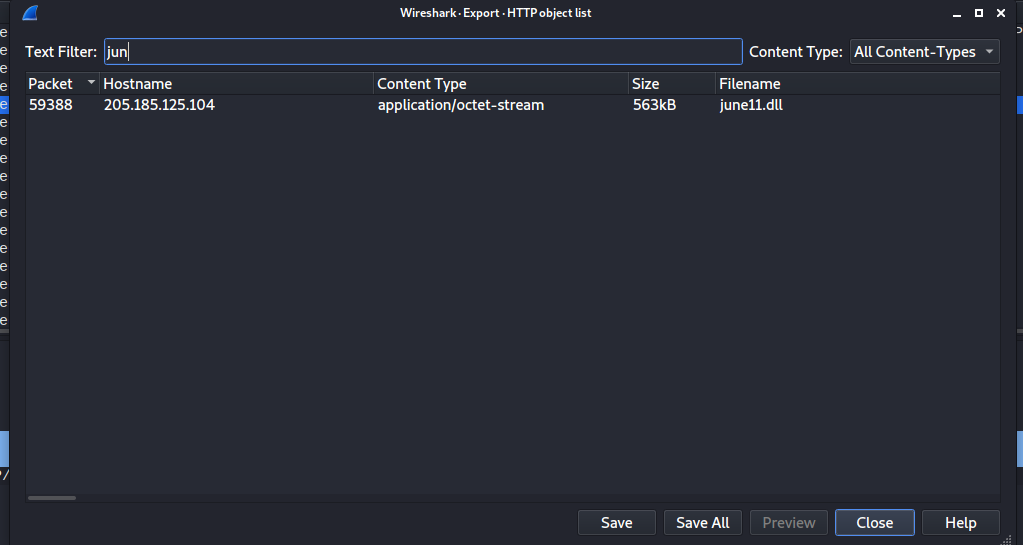 Wireshark · Export · HTTP object list
Text Filter: jun Content Type: All Content-Types
Packet Hostname Content Type Size Filename
59388 205.185.125.104 application/octet-stream 563kB june11.dll
Save Save All Preview Close Help